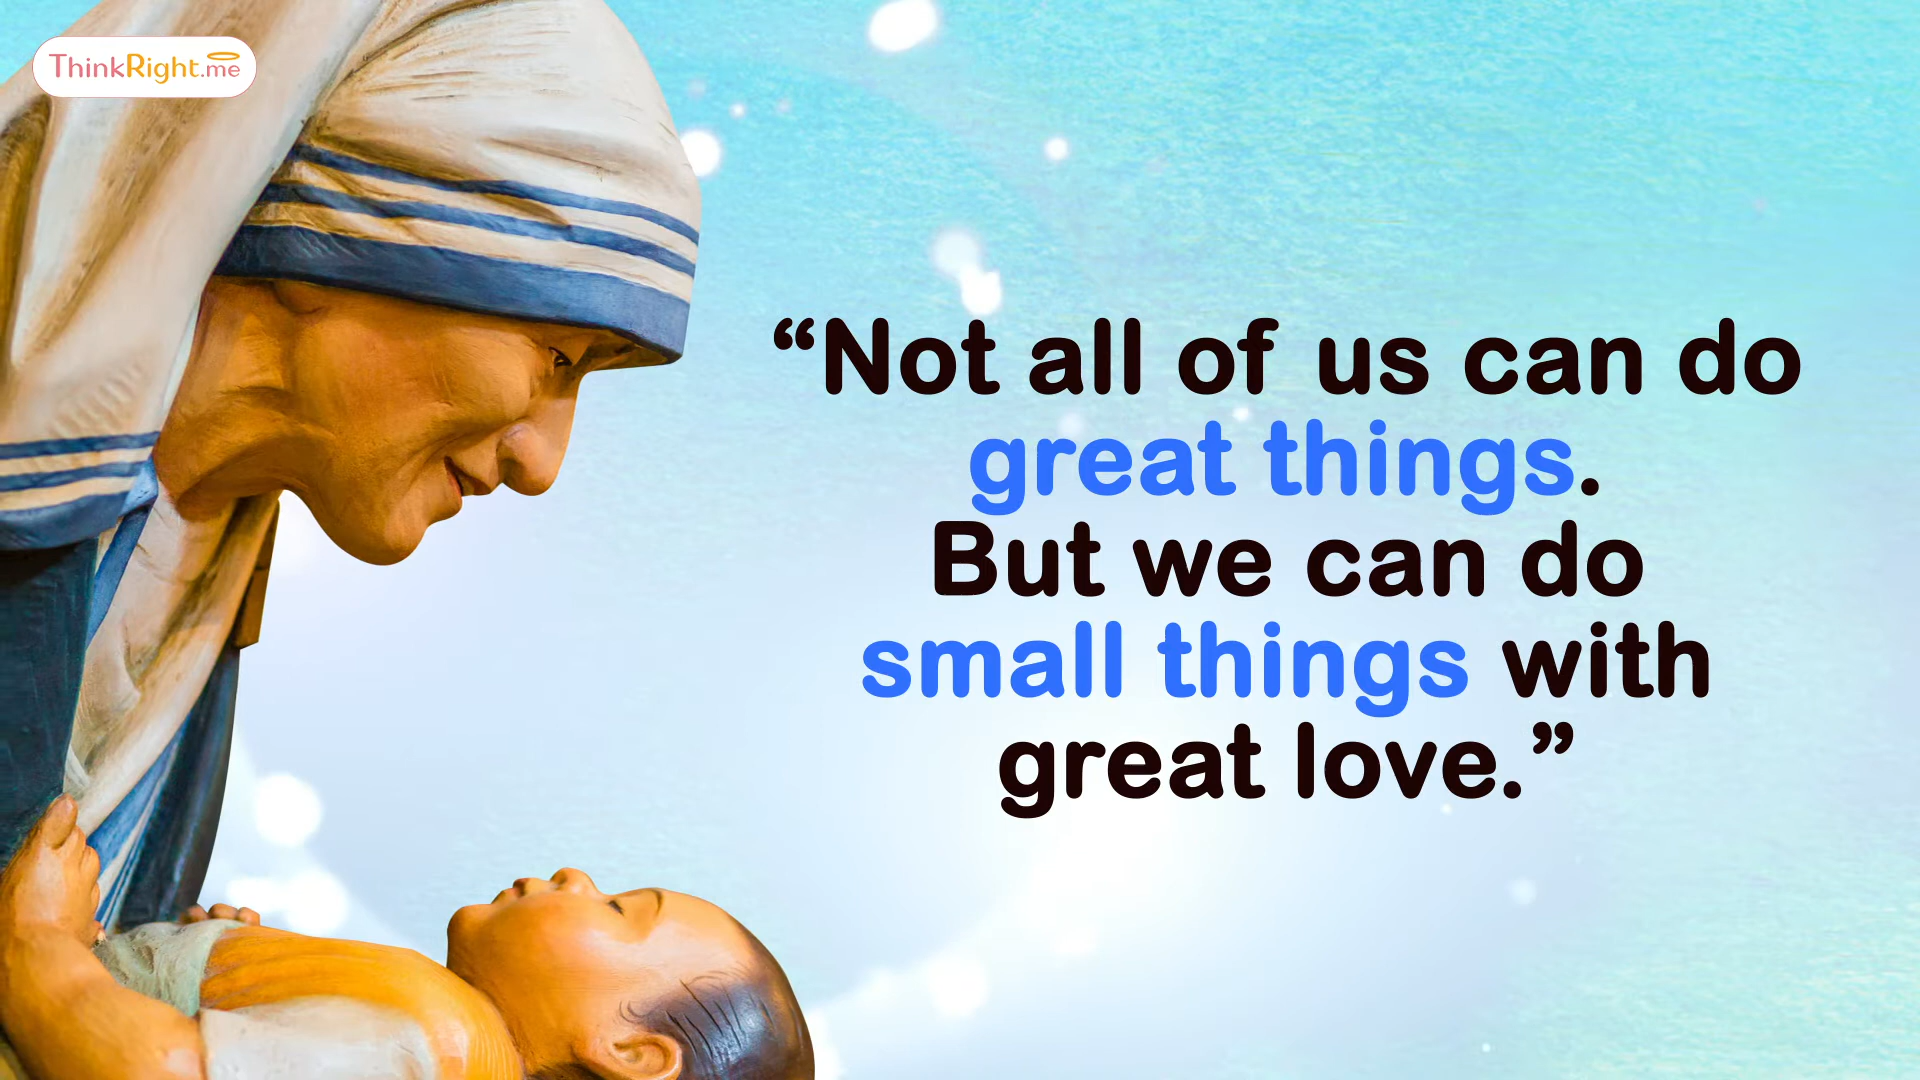 ThinkRight.me
“Not all of us can do
great things.
But we can do
small things with
great love.”